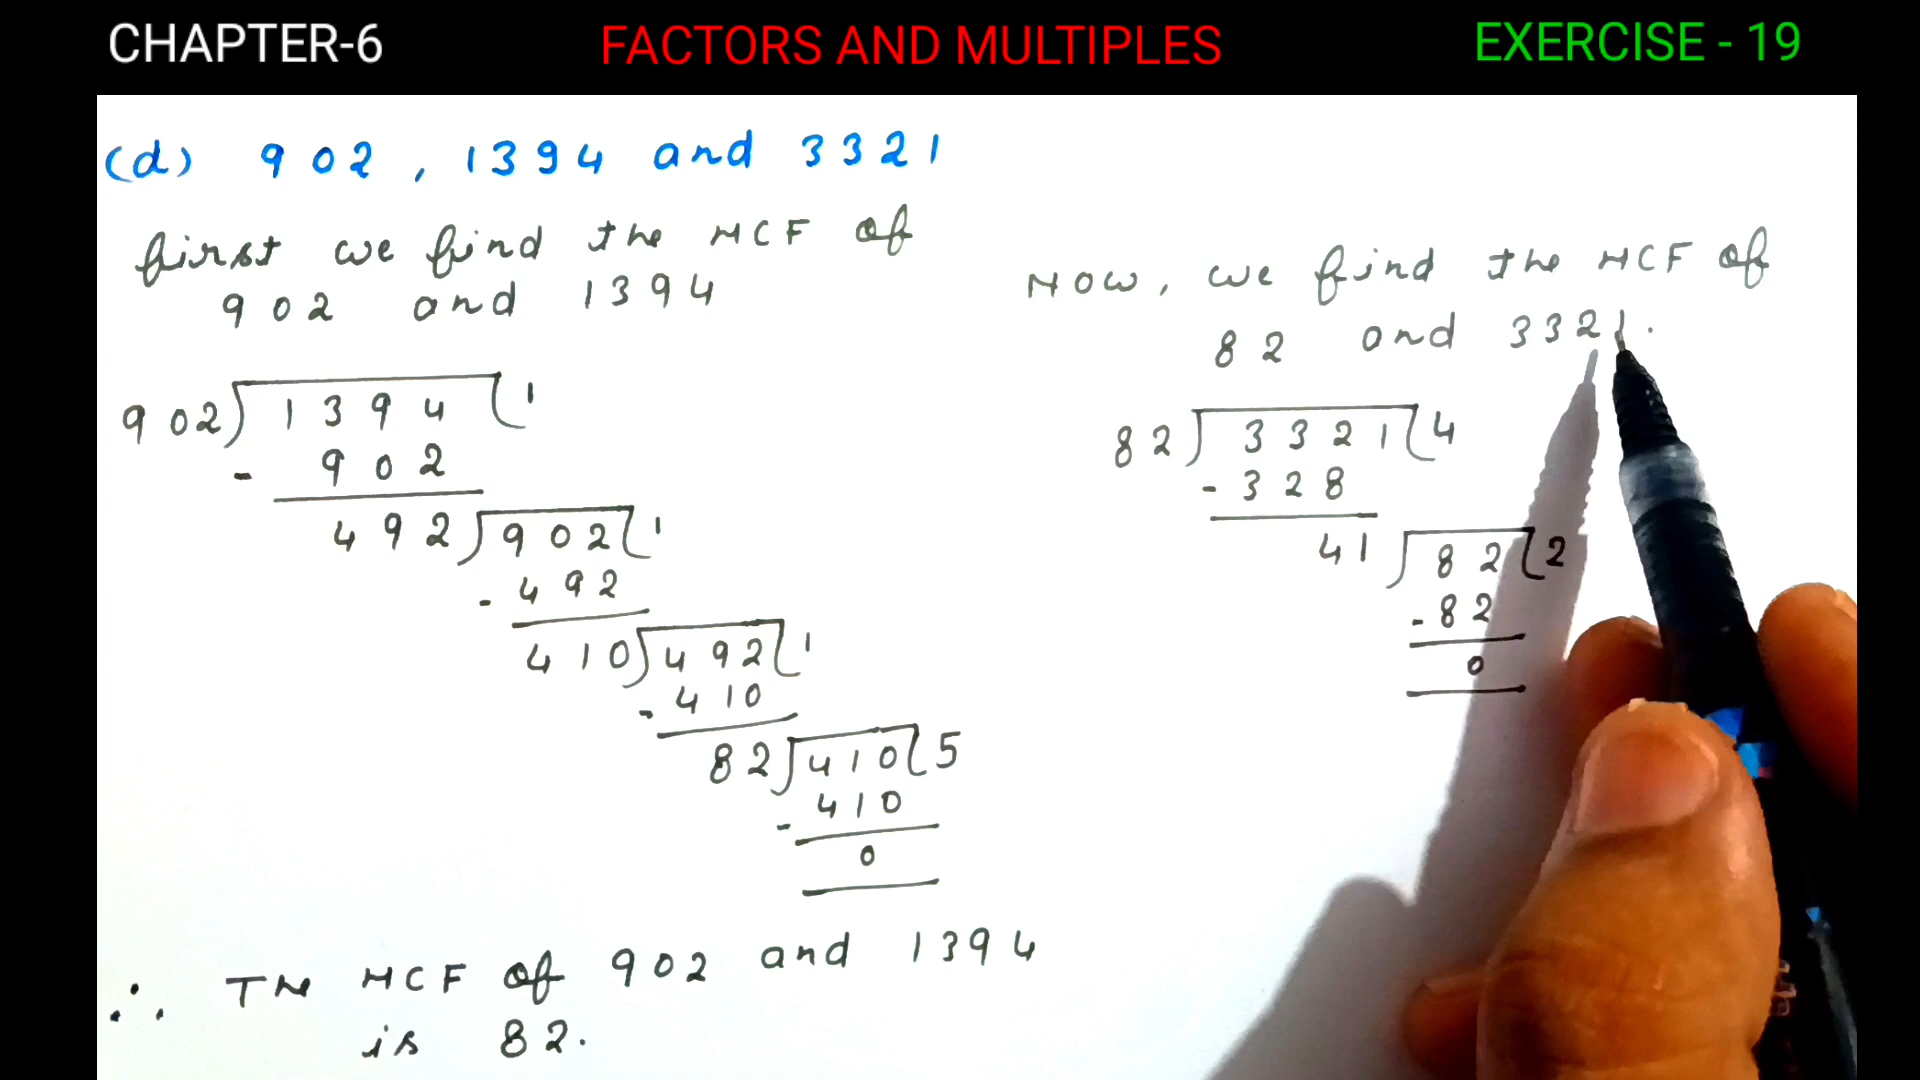 CHAPTER-6 FACTORS AND MULTIPLES EXERCISE - 19
(d) 902, 1394 and 3321
first we find the HCF of
902 and 1394
902) 1394 ( 1
- 902
492) 902 ( 1
- 492
410) 492 ( 1
- 410
82) 410 ( 5
- 410
0
∴ The HCF of 902 and 1394
is 82.
Now, we find the HCF of
82 and 3321.
82) 3321 ( 4
- 328
41) 82 ( 2
- 82
0